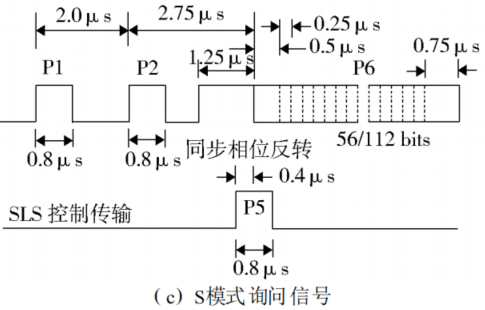 2.0 μ s
2.75 μ s
0.25 μ s
0.5 μ s
0.75 μ s
1.25 μ s
P1
P2
P6
同步相位反转
56/112 bits
0.8 μ s
0.8 μ s
0.4 μ s
SLS 控制传输
P5
0.8 μ s
( c ) S模式询问信号